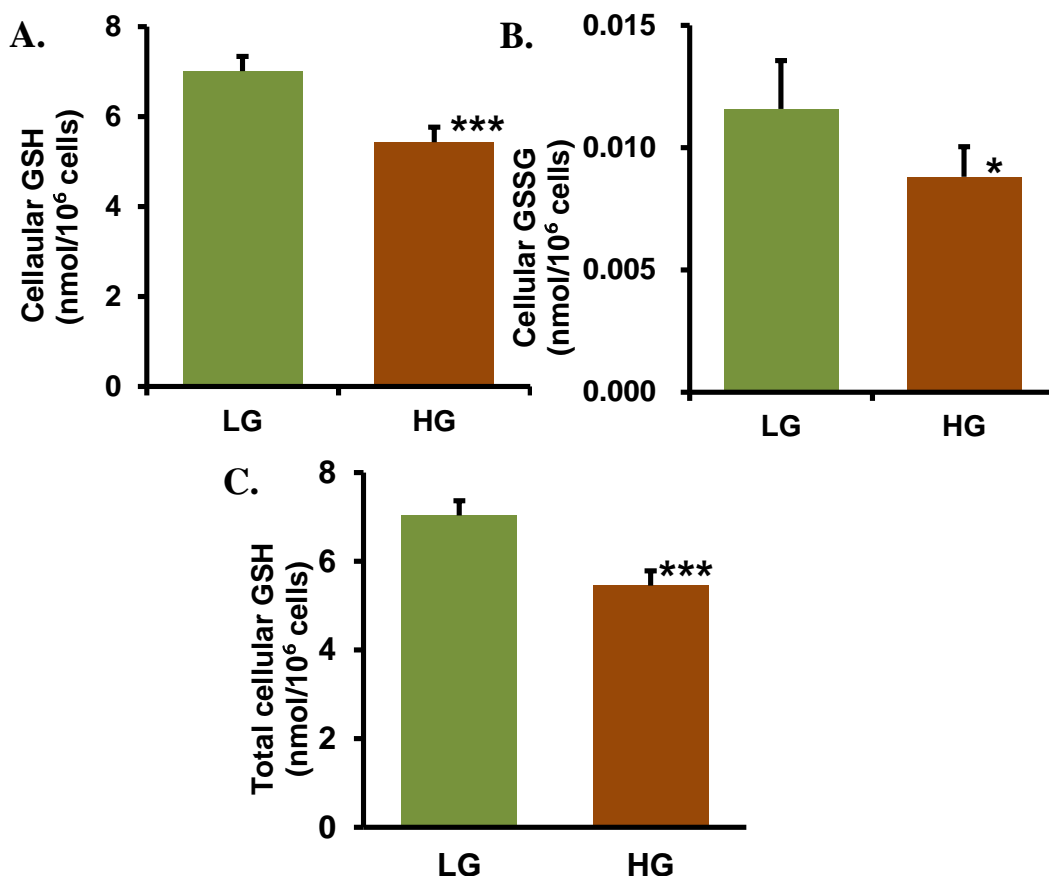 A.
Cellaular GSH
(nmol/10⁶ cells)
8
6
4
2
0
***
LG
HG
B.
Cellular GSSG
(nmol/10⁶ cells)
0.015
0.010
0.005
0.000
*
LG
HG
C.
Total cellular GSH
(nmol/10⁶ cells)
8
6
4
2
0
***
LG
HG